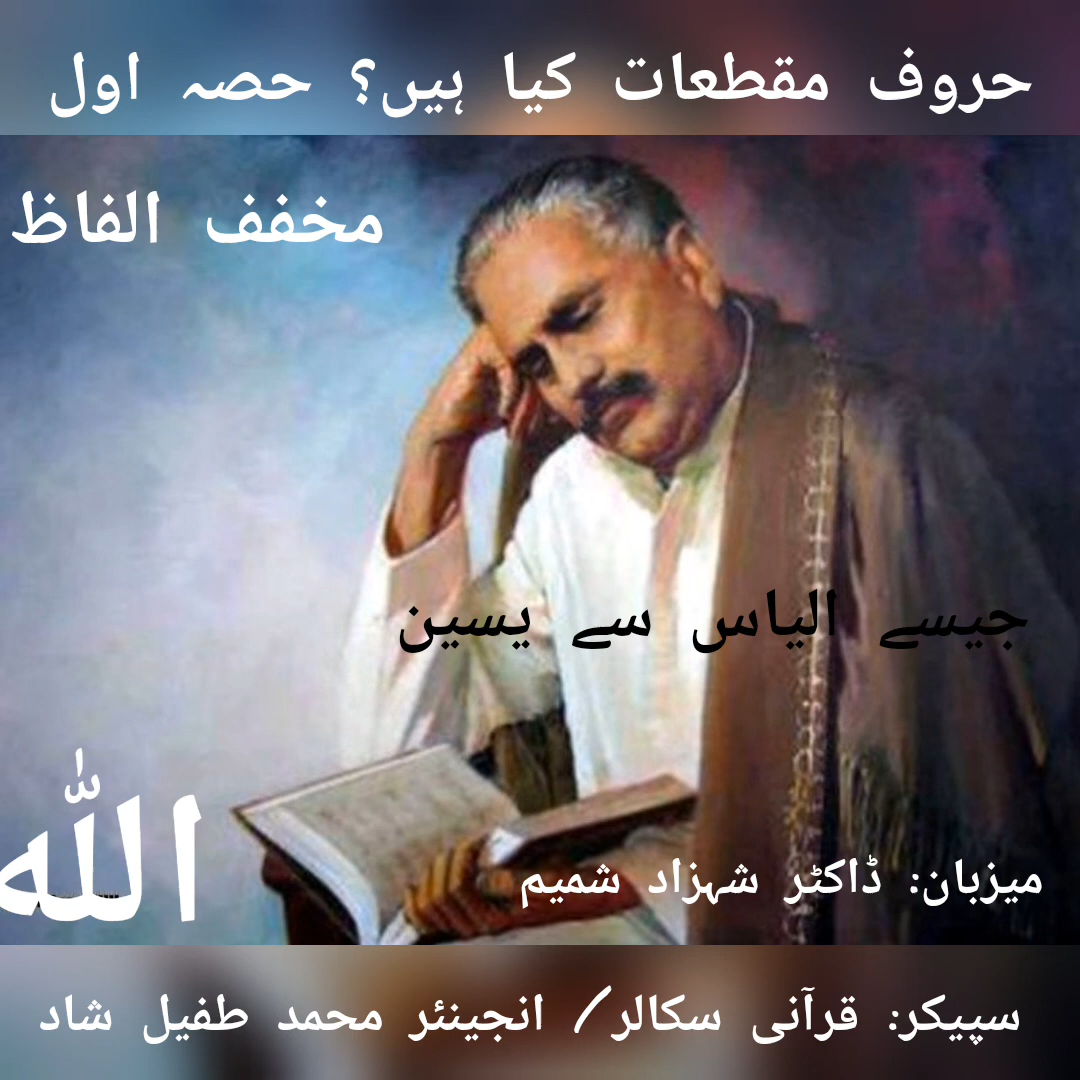 حروف مقطعات کیا ہیں؟ حصہ اول
مخفف الفاظ
جیسے الیاس سے یسین
اللّٰه
میزبان: ڈاکٹر شہزاد شمیم
سپیکر: قرآنی سکالر/ انجینئر محمد طفیل شاد